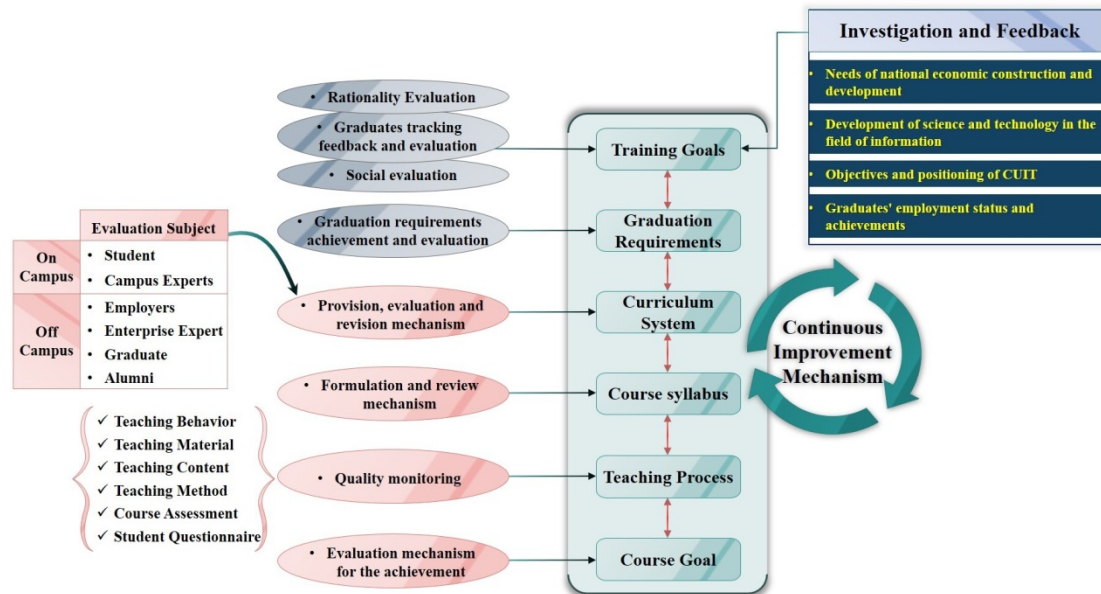 Investigation and Feedback
• Needs of national economic construction and
development
• Development of science and technology in the
field of information
• Objectives and positioning of CUIT
• Graduates' employment status and
achievements
• Rationality Evaluation
• Graduates tracking
feedback and evaluation
• Social evaluation
• Graduation requirements
achievement and evaluation
• Provision, evaluation and
revision mechanism
• Formulation and review
mechanism
• Quality monitoring
• Evaluation mechanism
for the achievement
Training Goals
Graduation
Requirements
Curriculum
System
Course syllabus
Teaching Process
Course Goal
Evaluation Subject
On
Campus
• Student
• Campus Experts
Off
Campus
• Employers
• Enterprise Expert
• Graduate
• Alumni
✓ Teaching Behavior
✓ Teaching Material
✓ Teaching Content
✓ Teaching Method
✓ Course Assessment
✓ Student Questionnaire
Continuous
Improvement
Mechanism